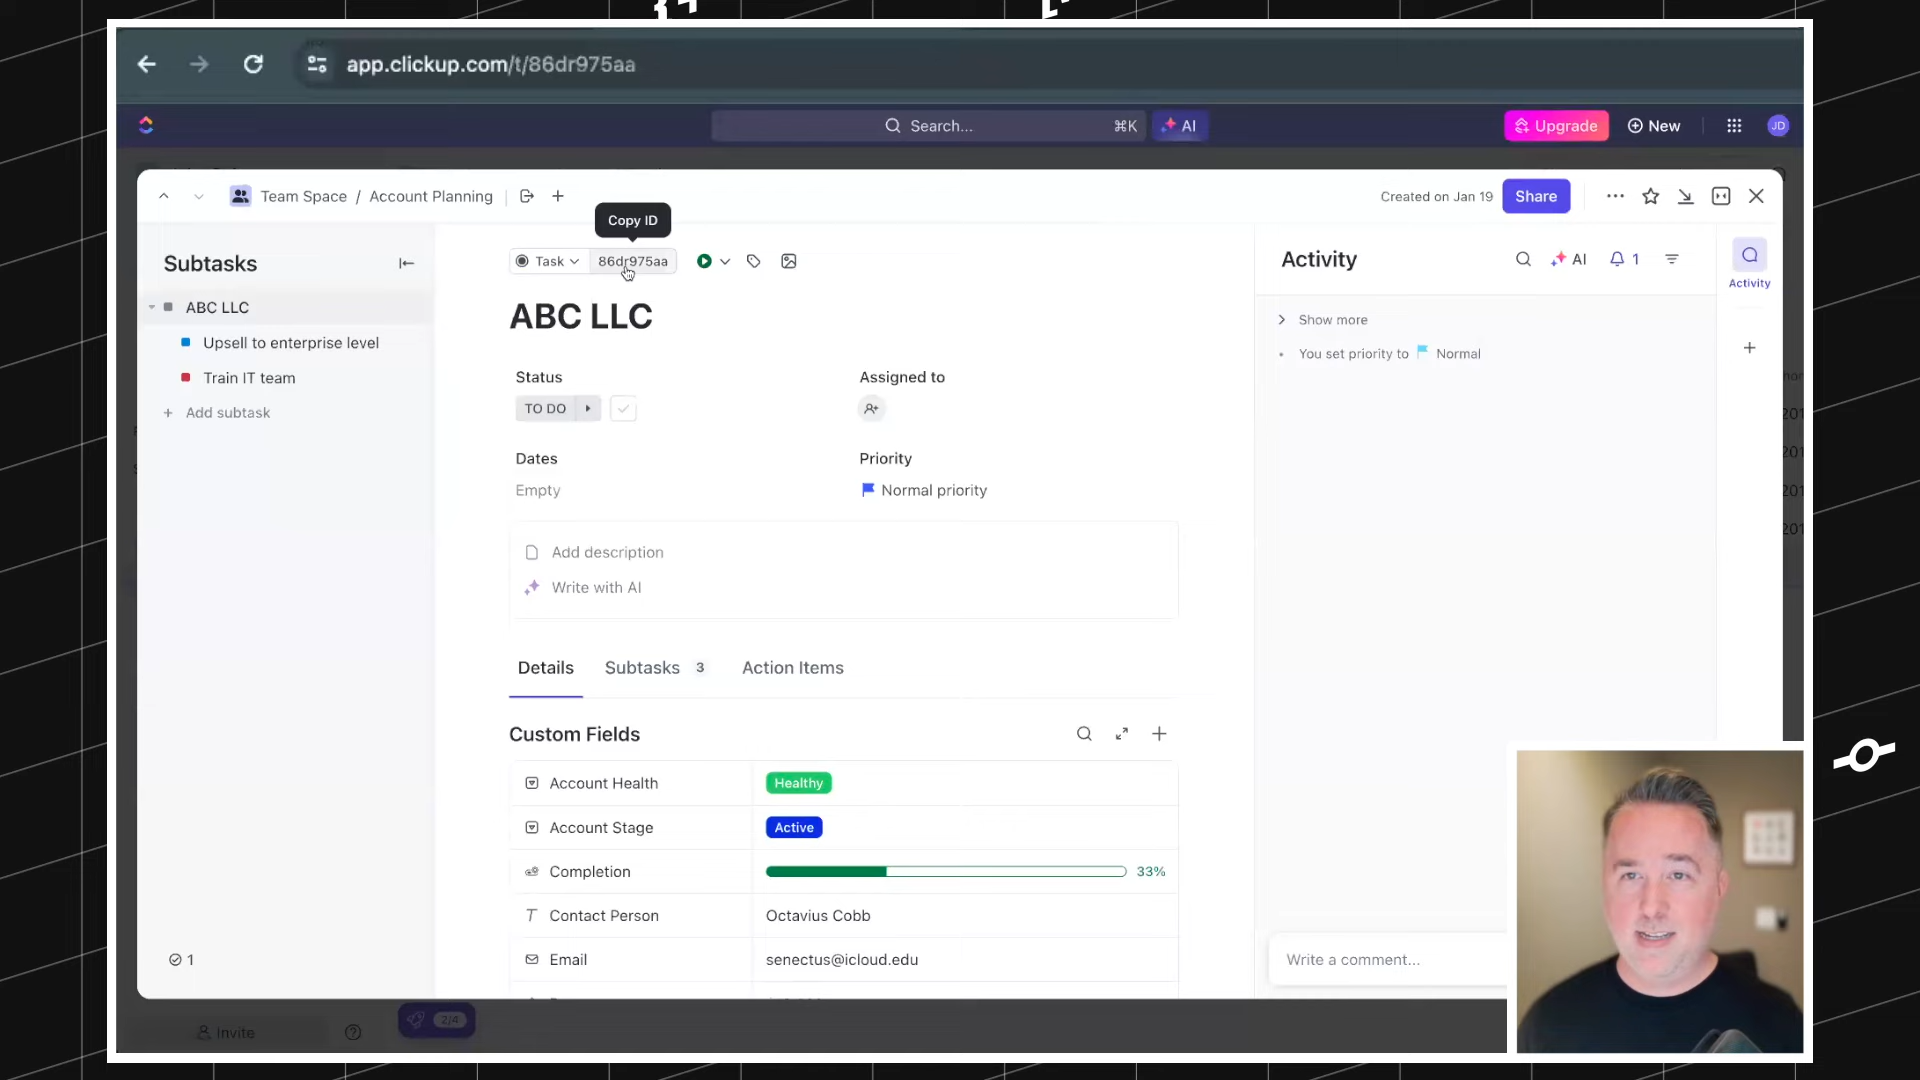 app.clickup.com/t/86dr975aa
Search...
⌘K
AI
Upgrade
New
JD
Team Space / Account Planning
Created on Jan 19
Share
Copy ID
Subtasks
ABC LLC
Upsell to enterprise level
Train IT team
+ Add subtask
1
Task
86dr975aa
ABC LLC
Status
Assigned to
TO DO
Dates
Priority
Empty
Normal priority
Add description
Write with AI
Details
Subtasks 3
Action Items
Custom Fields
Account Health
Healthy
Account Stage
Active
Completion
33%
Contact Person
Octavius Cobb
Email
senectus@icloud.edu
Activity
AI
1
Show more
You set priority to Normal
Write a comment...
Activity
Invite
2/4